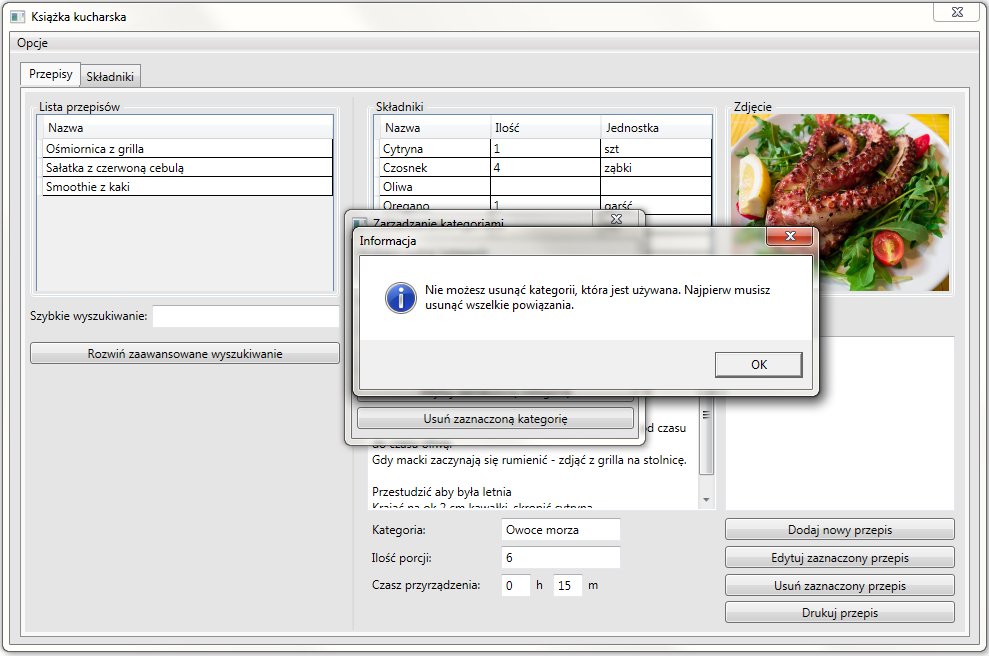 Książka kucharska
Opcje
Przepisy
Składniki
Lista przepisów
Nazwa
Ośmiornica z grilla
Sałatka z czerwoną cebulą
Smoothie z kaki
Szybkie wyszukiwanie:
Rozwiń zaawansowane wyszukiwanie
Składniki
Nazwa Ilość Jednostka
Cytryna 1 szt
Czosnek 4 ząbki
Oliwa
Oregano 1 garść
Zdjęcie
Zarządzanie kategoriami
Informacja
Nie możesz usunąć kategorii, która jest używana. Najpierw musisz
usunąć wszelkie powiązania.
OK
Usuń zaznaczoną kategorię
od czasu
do czasu oliwą.
Gdy macki zaczynają się rumienić - zdjąć z grilla na stolnicę.
Przestudzić aby była letnia
Krajać na ok 2 cm kawałki, skropić cytryną
Kategoria: Owoce morza
Ilość porcji: 6
Czasz przyrządzenia: 0 h 15 m
Dodaj nowy przepis
Edytuj zaznaczony przepis
Usuń zaznaczony przepis
Drukuj przepis